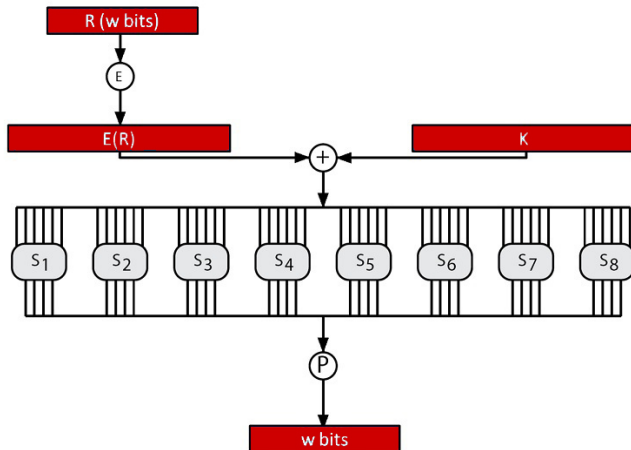 R (w bits)
E
E(R)
K
+
S1 S2 S3 S4 S5 S6 S7 S8
P
w bits